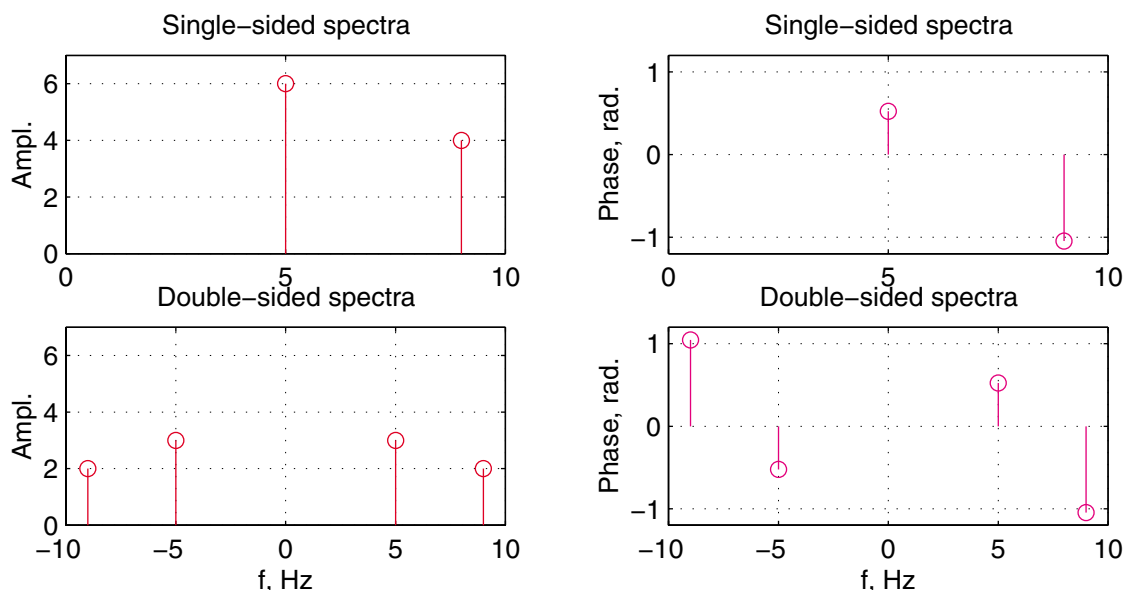 Single−sided spectra
Ampl.
6
4
2
0
0 5 10
Single−sided spectra
Phase, rad.
1
0
−1
0 5 10
Double−sided spectra
Ampl.
6
4
2
0
−10 −5 0 5 10
f, Hz
Double−sided spectra
Phase, rad.
1
0
−1
−10 −5 0 5 10
f, Hz